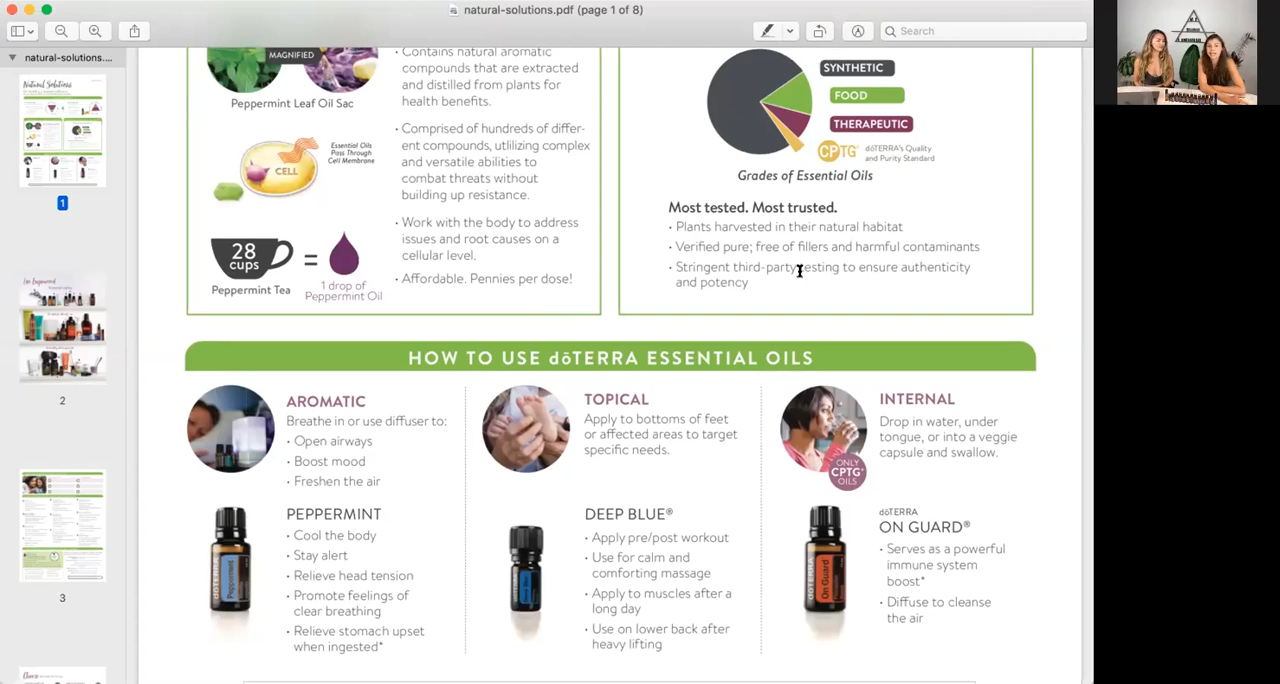 natural-solutions.pdf (page 1 of 8)
Search
natural-solutions....
1
2
3
MAGNIFIED
Peppermint Leaf Oil Sac
Essential Oils
Pass Through
Cell Membrane
CELL
28
cups
=
Peppermint Tea
1 drop of
Peppermint Oil
· Contains natural aromatic
compounds that are extracted
and distilled from plants for
health benefits.
· Comprised of hundreds of differ-
ent compounds, utlilizing complex
and versatile abilities to
combat threats without
building up resistance.
· Work with the body to address
issues and root causes on a
cellular level.
· Affordable. Pennies per dose!
SYNTHETIC
FOOD
THERAPEUTIC
CPTG
dōTERRA's Quality
and Purity Standard
Grades of Essential Oils
Most tested. Most trusted.
· Plants harvested in their natural habitat
· Verified pure; free of fillers and harmful contaminants
· Stringent third-party testing to ensure authenticity
and potency
HOW TO USE dōTERRA ESSENTIAL OILS
AROMATIC
Breathe in or use diffuser to:
· Open airways
· Boost mood
· Freshen the air
PEPPERMINT
· Cool the body
· Stay alert
· Relieve head tension
· Promote feelings of
clear breathing
· Relieve stomach upset
when ingested*
TOPICAL
Apply to bottoms of feet
or affected areas to target
specific needs.
DEEP BLUE®
· Apply pre/post workout
· Use for calm and
comforting massage
· Apply to muscles after a
long day
· Use on lower back after
heavy lifting
INTERNAL
Drop in water, under
tongue, or into a veggie
capsule and swallow.
ONLY
CPTG®
OILS
dōTERRA
ON GUARD®
· Serves as a powerful
immune system
boost*
· Diffuse to cleanse
the air
dōTERRA
Peppermint
Deep Blue
dōTERRA
On Guard
Natural Solutions